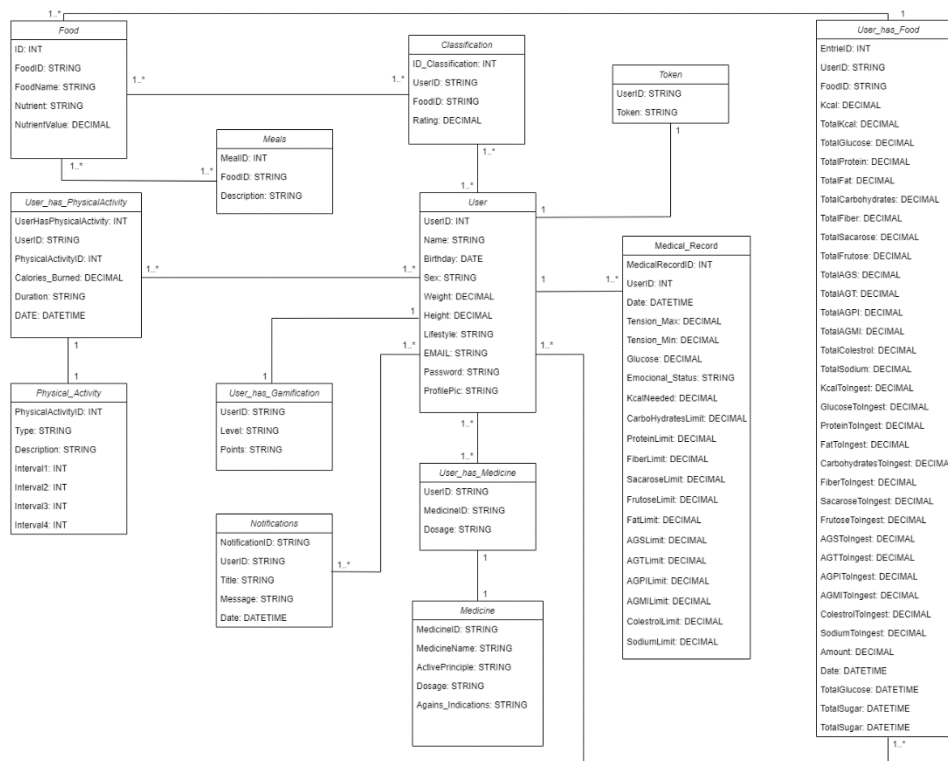 1..*
1
Food
ID: INT
FoodID: STRING
FoodName: STRING
Nutrient: STRING
NutrientValue: DECIMAL
1..*
1..*
1..*
1..*
Classification
ID_Classification: INT
UserID: STRING
FoodID: STRING
Rating: DECIMAL
1..*
1..*
Meals
MealID: INT
FoodID: STRING
Description: STRING
Token
UserID: STRING
Token: STRING
1
1
User_has_PhysicalActivity
UserHasPhysicalActivity: INT
UserID: STRING
PhysicalActivityID: INT
Calories_Burned: DECIMAL
Duration: STRING
DATE: DATETIME
1..*
1..*
1
1
User
UserID: INT
Name: STRING
Birthday: DATE
Sex: STRING
Weight: DECIMAL
Height: DECIMAL
Lifestyle: STRING
EMAIL: STRING
Password: STRING
ProfilePic: STRING
1
1..*
1
1..*
1..*
Medical_Record
MedicalRecordID: INT
UserID: INT
Date: DATETIME
Tension_Max: DECIMAL
Tension_Min: DECIMAL
Glucose: DECIMAL
Emocional_Status: STRING
KcalNeeded: DECIMAL
CarboHydratesLimit: DECIMAL
ProteinLimit: DECIMAL
FiberLimit: DECIMAL
SacaroseLimit: DECIMAL
FrutoseLimit: DECIMAL
FatLimit: DECIMAL
AGSLimit: DECIMAL
AGTLimit: DECIMAL
AGPILimit: DECIMAL
AGMILimit: DECIMAL
ColestrolLimit: DECIMAL
SodiumLimit: DECIMAL
Physical_Activity
PhysicalActivityID: INT
Type: STRING
Description: STRING
Interval1: INT
Interval2: INT
Interval3: INT
Interval4: INT
1
User_has_Gamification
UserID: STRING
Level: STRING
Points: STRING
1..*
1..*
User_has_Medicine
UserID: STRING
MedicineID: STRING
Dosage: STRING
1
1
Notifications
NotificationID: STRING
UserID: STRING
Title: STRING
Message: STRING
Date: DATETIME
1..*
Medicine
MedicineID: STRING
MedicineName: STRING
ActivePrinciple: STRING
Dosage: STRING
Agains_Indications: STRING
User_has_Food
EntrieID: INT
UserID: STRING
FoodID: STRING
Kcal: DECIMAL
TotalKcal: DECIMAL
TotalGlucose: DECIMAL
TotalProtein: DECIMAL
TotalFat: DECIMAL
TotalCarbohydrates: DECIMAL
TotalFiber: DECIMAL
TotalSacarose: DECIMAL
TotalFrutose: DECIMAL
TotalAGS: DECIMAL
TotalAGT: DECIMAL
TotalAGPI: DECIMAL
TotalAGMI: DECIMAL
TotalColestrol: DECIMAL
TotalSodium: DECIMAL
KcalToIngest: DECIMAL
GlucoseToIngest: DECIMAL
ProteinToIngest: DECIMAL
FatToIngest: DECIMAL
CarbohydratesToIngest: DECIMAL
FiberToIngest: DECIMAL
SacaroseToIngest: DECIMAL
FrutoseToIngest: DECIMAL
AGSToIngest: DECIMAL
AGTToIngest: DECIMAL
AGPIToIngest: DECIMAL
AGMIToIngest: DECIMAL
ColestrolToIngest: DECIMAL
SodiumToIngest: DECIMAL
Amount: DECIMAL
Date: DATETIME
TotalGlucose: DATETIME
TotalSugar: DATETIME
TotalSugar: DATETIME
1..*